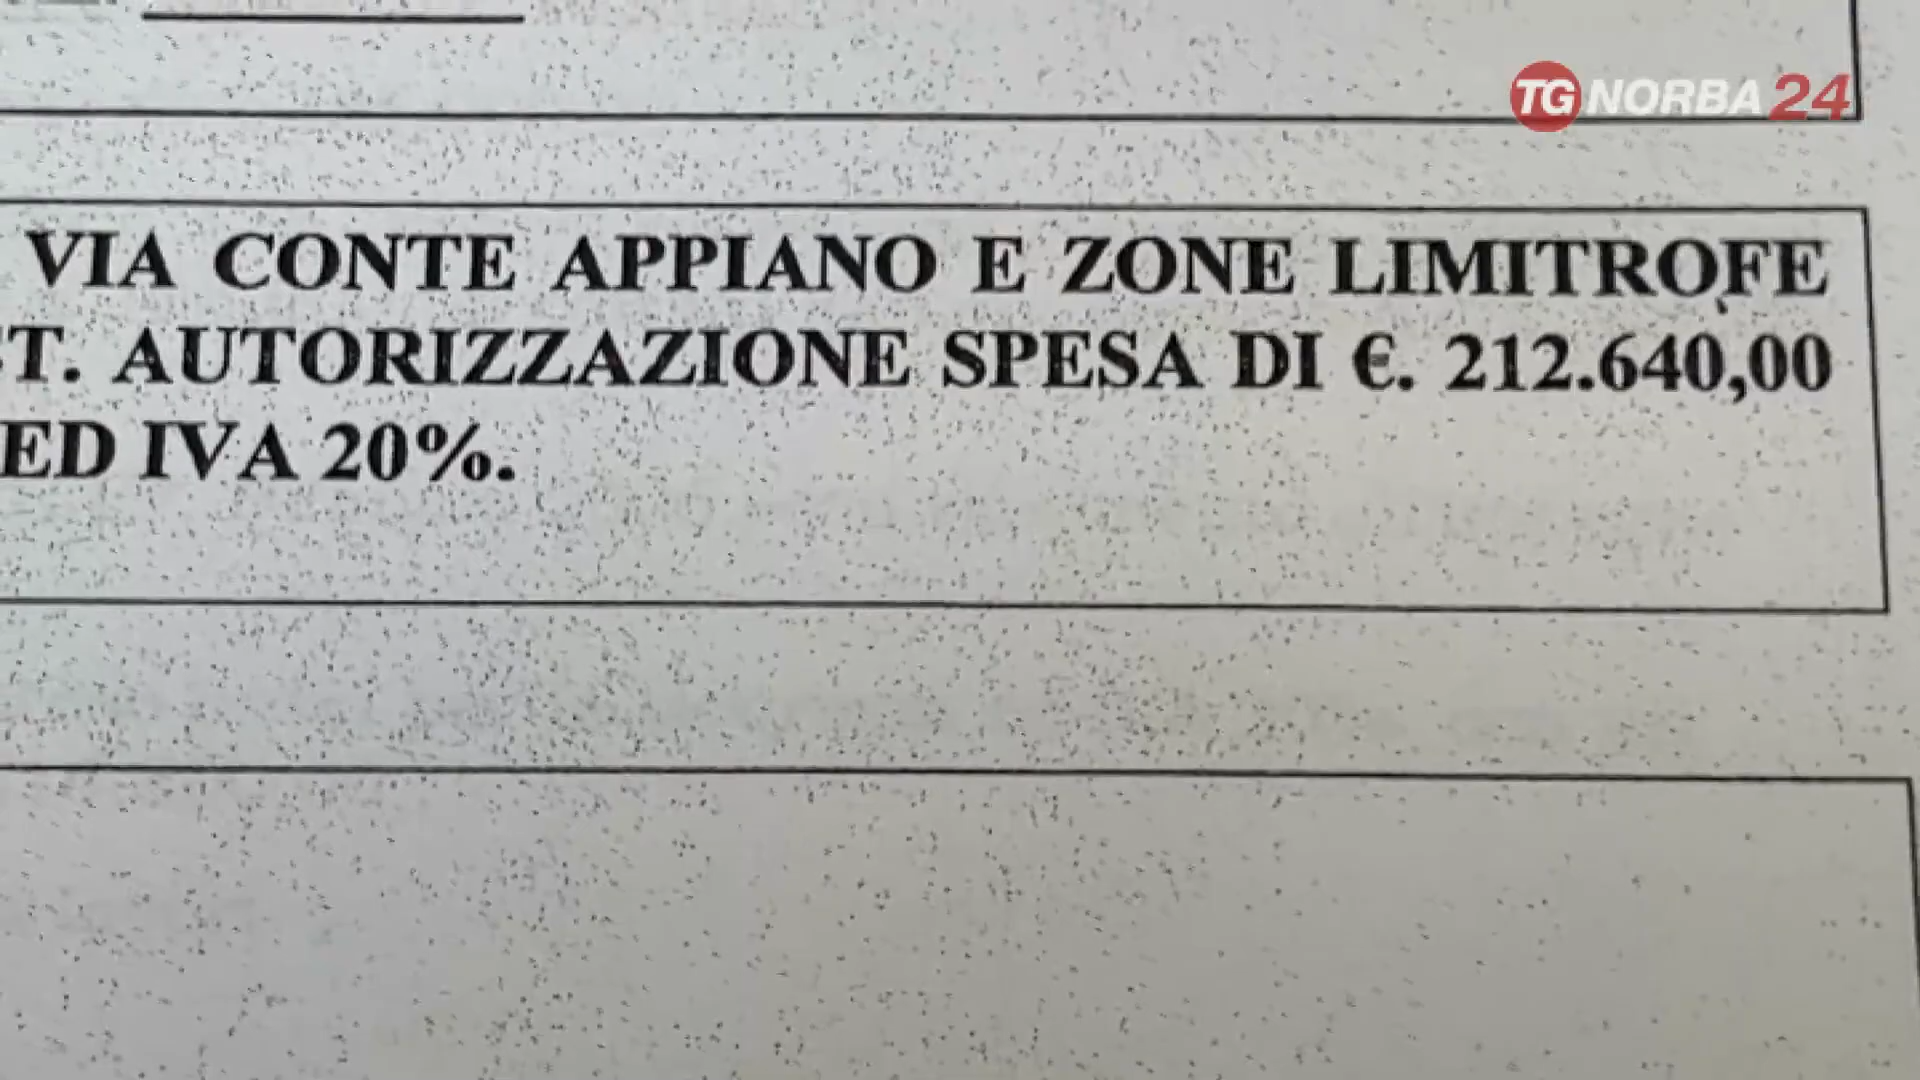 TG NORBA 24
VIA CONTE APPIANO E ZONE LIMITROFE
T. AUTORIZZAZIONE SPESA DI €. 212.640,00
ED IVA 20%.